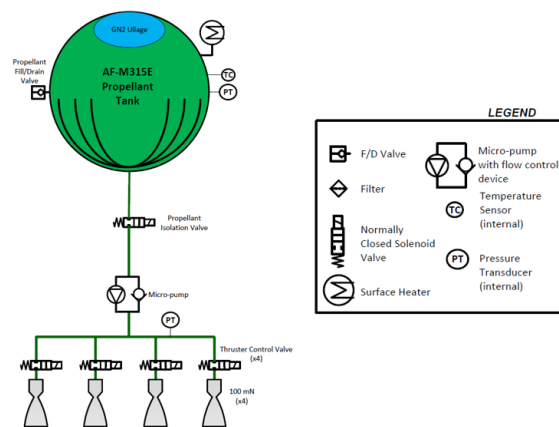 GN2 Ullage
Propellant
Fill/Drain
Valve
AF-M315E
Propellant
Tank
TC
PT
Propellant
Isolation Valve
Micro-pump
PT
Thruster Control Valve
(x4)
100 mN
(x4)
LEGEND
F/D Valve
Filter
Normally
Closed Solenoid
Valve
Surface Heater
Micro-pump
with flow control
device
TC
Temperature
Sensor
(internal)
PT
Pressure
Transducer
(internal)